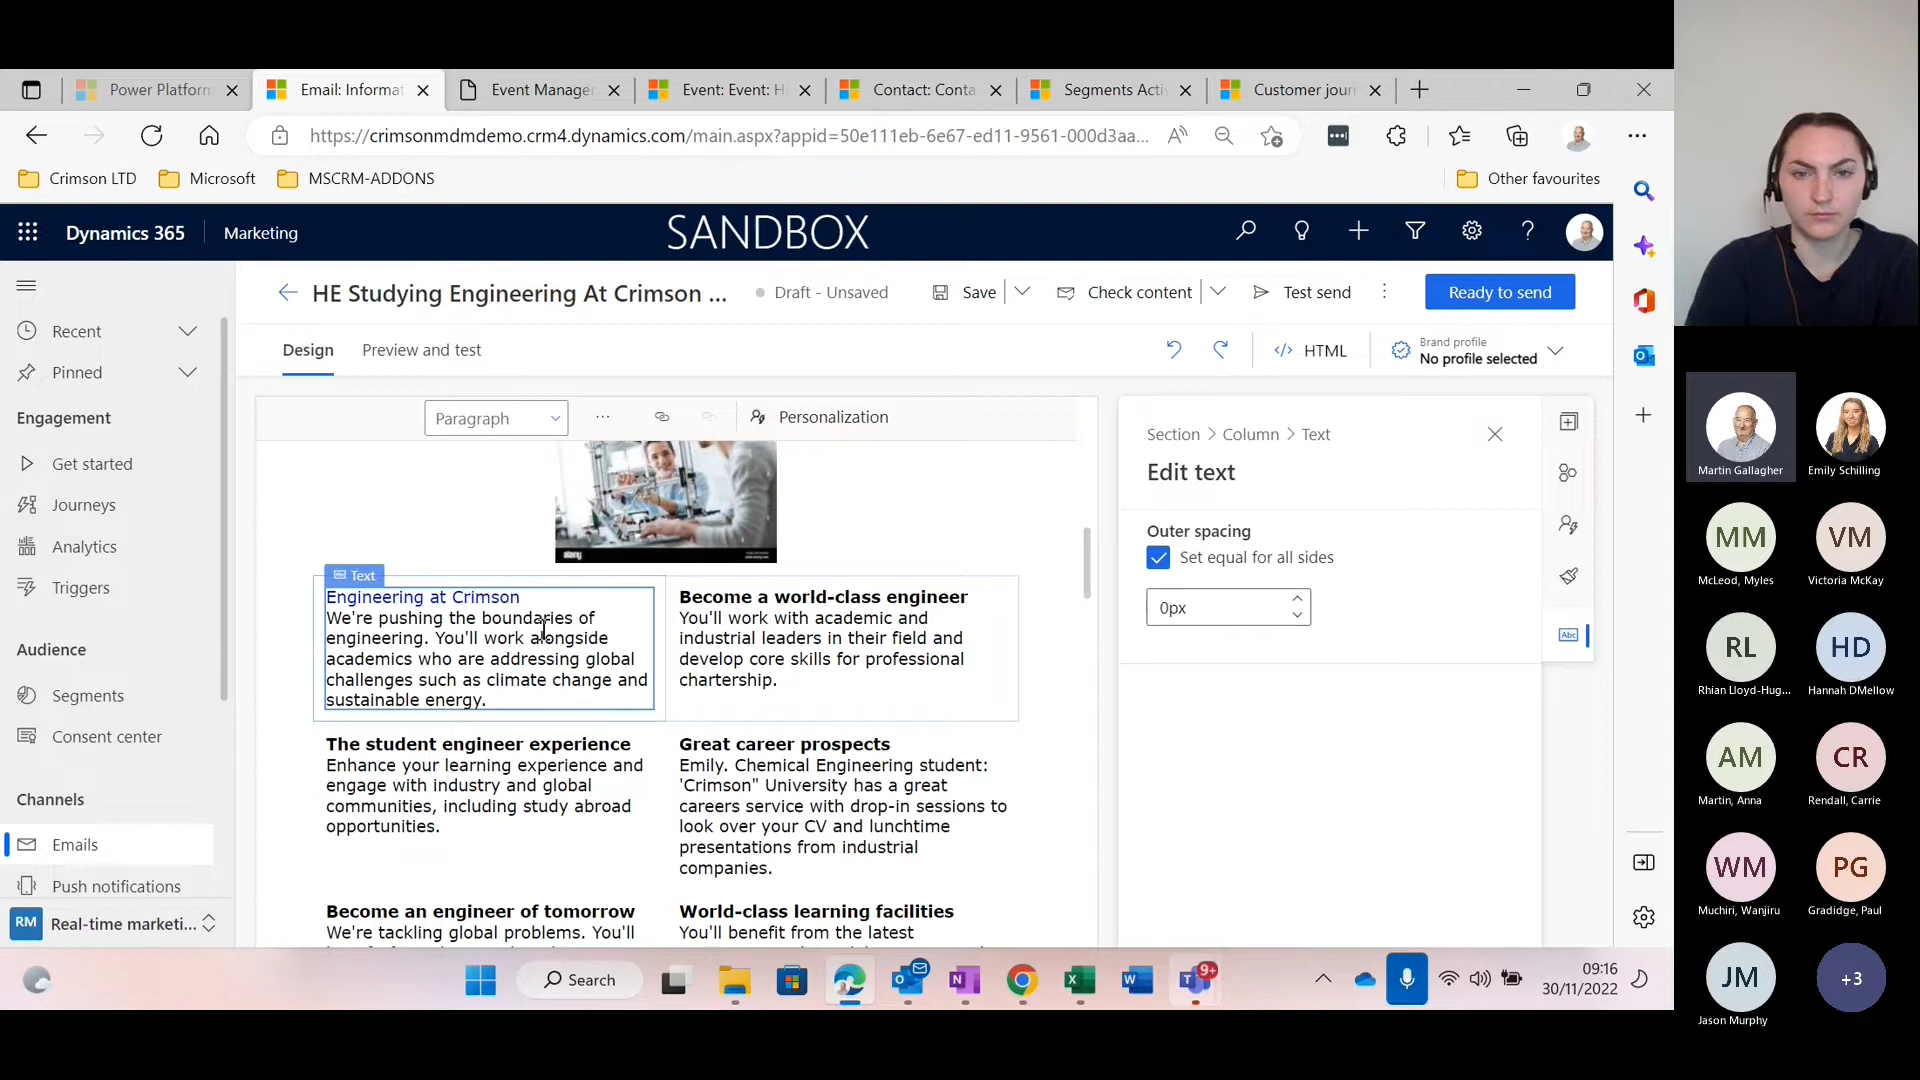 Power Platform
Email: Informat
Event Manage
Event: Event: H
Contact: Conta
Segments Acti
Customer jour
https://crimsonmdmdemo.crm4.dynamics.com/main.aspx?appid=50e111eb-6e67-ed11-9561-000d3aa...
Crimson LTD
Microsoft
MSCRM-ADDONS
Other favourites
Dynamics 365
Marketing
SANDBOX
HE Studying Engineering At Crimson ...
Draft - Unsaved
Save
Check content
Test send
Ready to send
Design
Preview and test
HTML
Brand profile
No profile selected
Recent
Pinned
Engagement
Get started
Journeys
Analytics
Triggers
Audience
Segments
Consent center
Channels
Emails
Push notifications
RM
Real-time marketi...
Paragraph
Personalization
alamy
Text
Engineering at Crimson
We're pushing the boundaries of
engineering. You'll work alongside
academics who are addressing global
challenges such as climate change and
sustainable energy.
Become a world-class engineer
You'll work with academic and
industrial leaders in their field and
develop core skills for professional
chartership.
The student engineer experience
Enhance your learning experience and
engage with industry and global
communities, including study abroad
opportunities.
Great career prospects
Emily. Chemical Engineering student:
'Crimson" University has a great
careers service with drop-in sessions to
look over your CV and lunchtime
presentations from industrial
companies.
Become an engineer of tomorrow
We're tackling global problems. You'll
World-class learning facilities
You'll benefit from the latest
Section > Column > Text
Edit text
Outer spacing
Set equal for all sides
0px
Abc
Search
9+
09:16
30/11/2022
Martin Gallagher
Emily Schilling
MM
McLeod, Myles
VM
Victoria McKay
RL
Rhian Lloyd-Hug...
HD
Hannah DMellow
AM
Martin, Anna
CR
Rendall, Carrie
WM
Muchiri, Wanjiru
PG
Gradidge, Paul
JM
Jason Murphy
+3